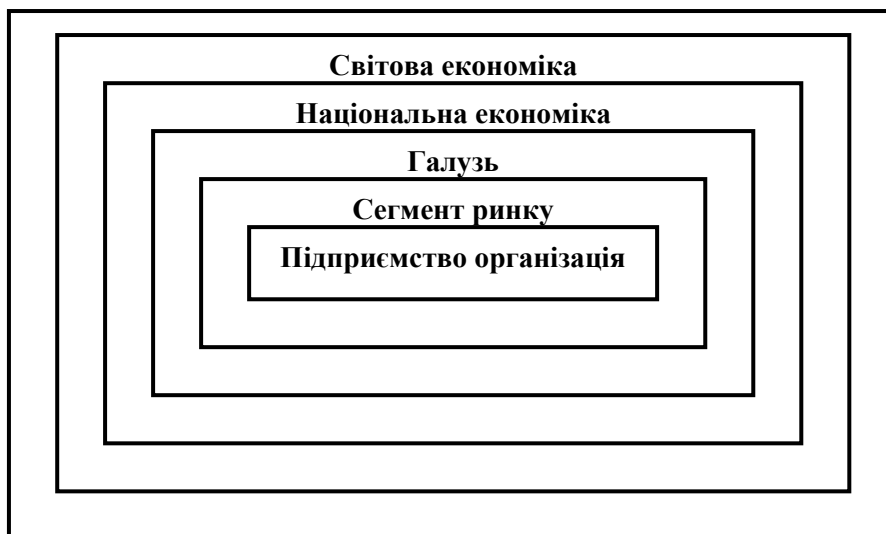 Світова економіка
Національна економіка
Галузь
Сегмент ринку
Підприємство організація